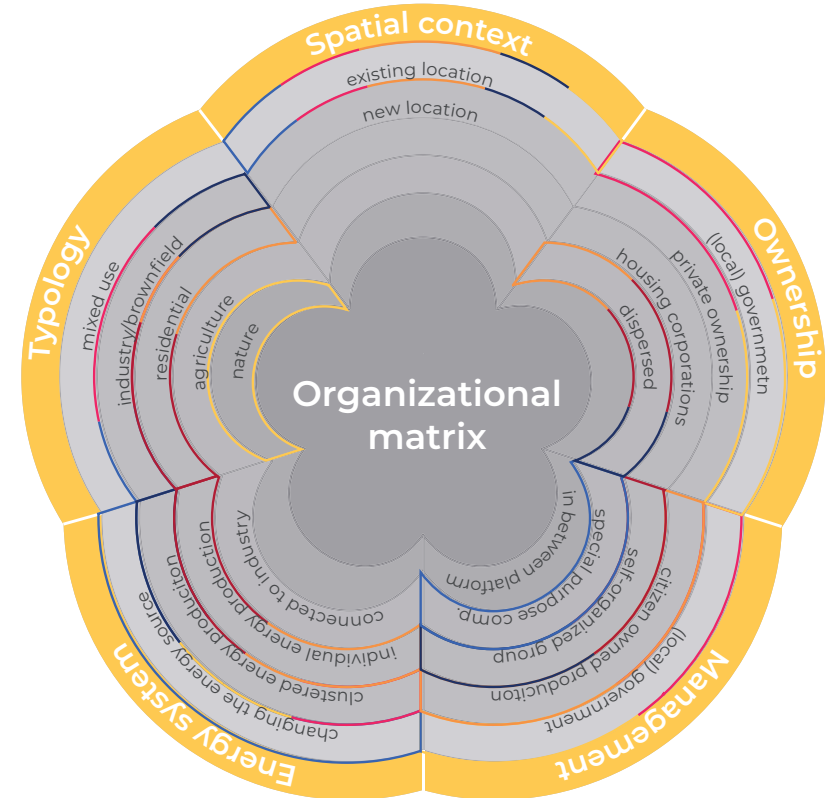 Spatial context
existing location
new location
Ownership
(local) governmetn
private ownership
housing corporations
dispersed
Management
(local) government
citizen owned produciton
self-organized group
special purpose comp.
in between platform
Energy system
changing the energy source
clustered energy produciton
individual energy production
connected to industry
Typology
mixed use
industry/brownfield
residential
agriculture
nature
Organizational
matrix